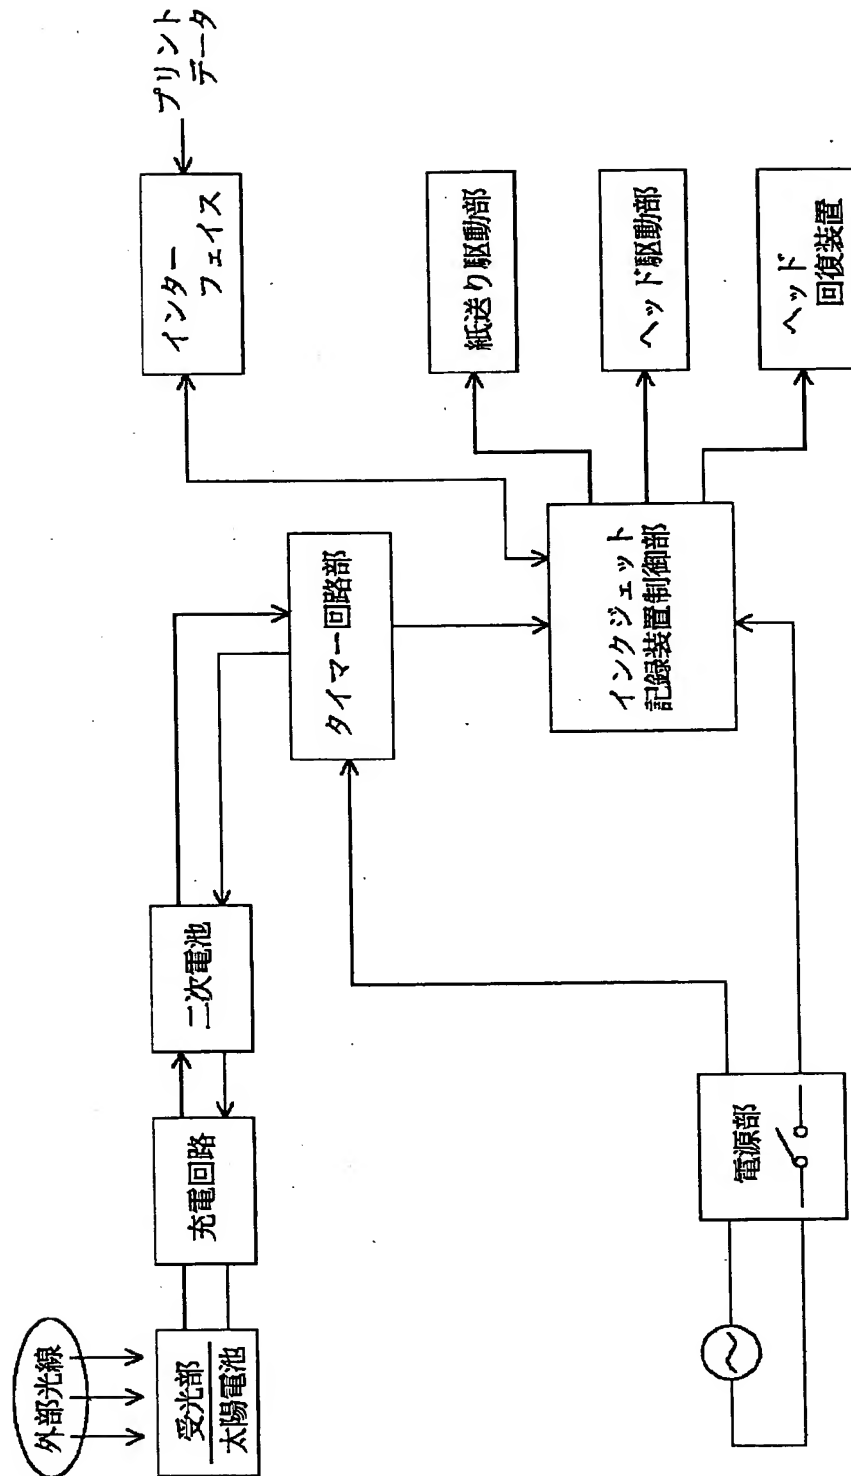 外部光線
受光部
太陽電池
充電回路
二次電池
タイマー回路部
インター
フェイス
プリント
データ
電源部
インクジェット
記録装置制御部
紙送り駆動部
ヘッド駆動部
ヘッド
回復装置